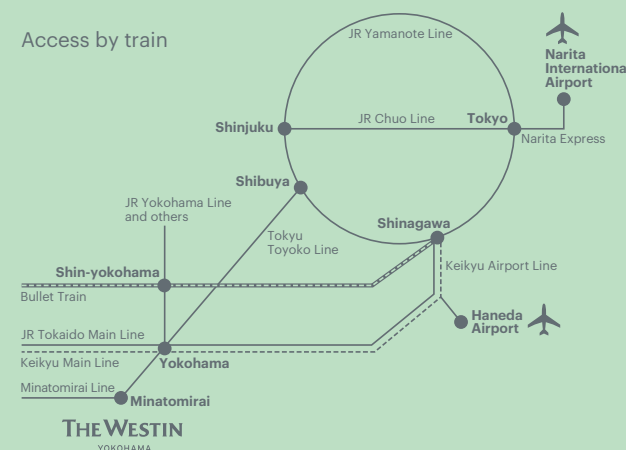 Access by train
JR Yamanote Line
Narita
Internationa
Airport
Shinjuku
JR Chuo Line
Tokyo
Narita Express
Shibuya
JR Yokohama Line
and others
Shinagawa
Tokyu
Toyoko Line
Keikyu Airport Line
Shin-yokohama
Bullet Train
Haneda
Airport
JR Tokaido Main Line
Keikyu Main Line
Yokohama
Minatomirai Line
Minatomirai
THE WESTIN
YOKOHAMA